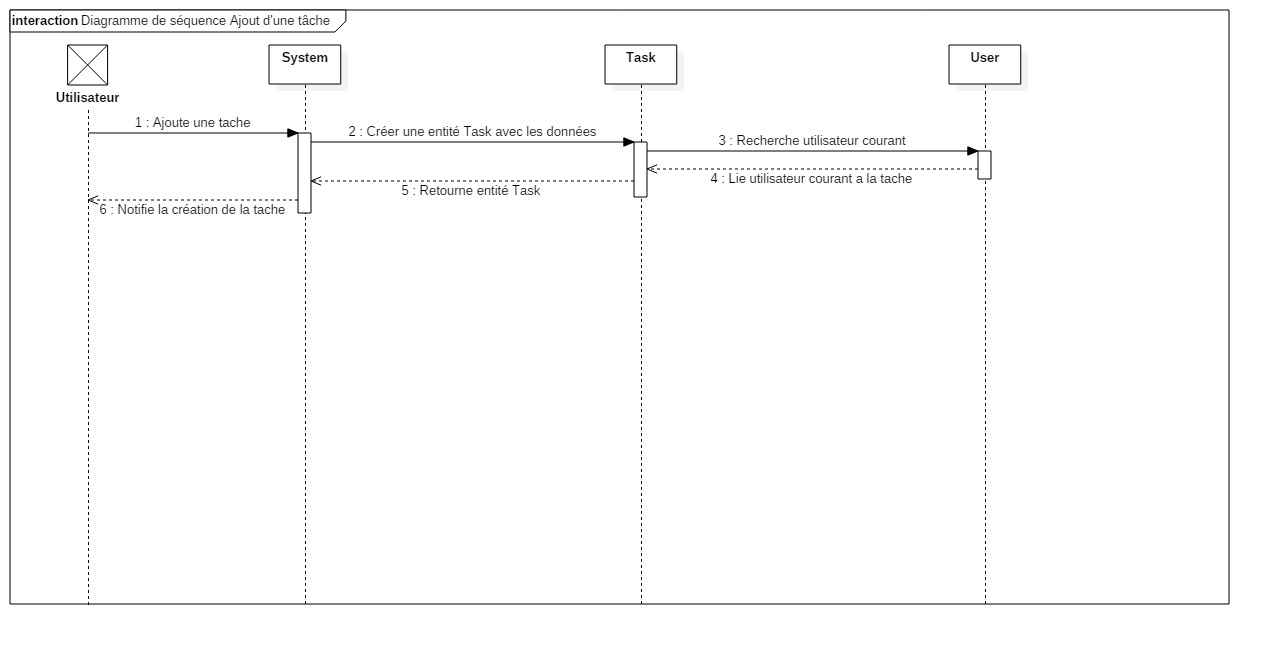 interaction Diagramme de séquence Ajout d'une tâche
System
Task
User
Utilisateur
1 : Ajoute une tache
2 : Créer une entité Task avec les données
3 : Recherche utilisateur courant
4 : Lie utilisateur courant a la tache
5 : Retourne entité Task
6 : Notifie la création de la tache